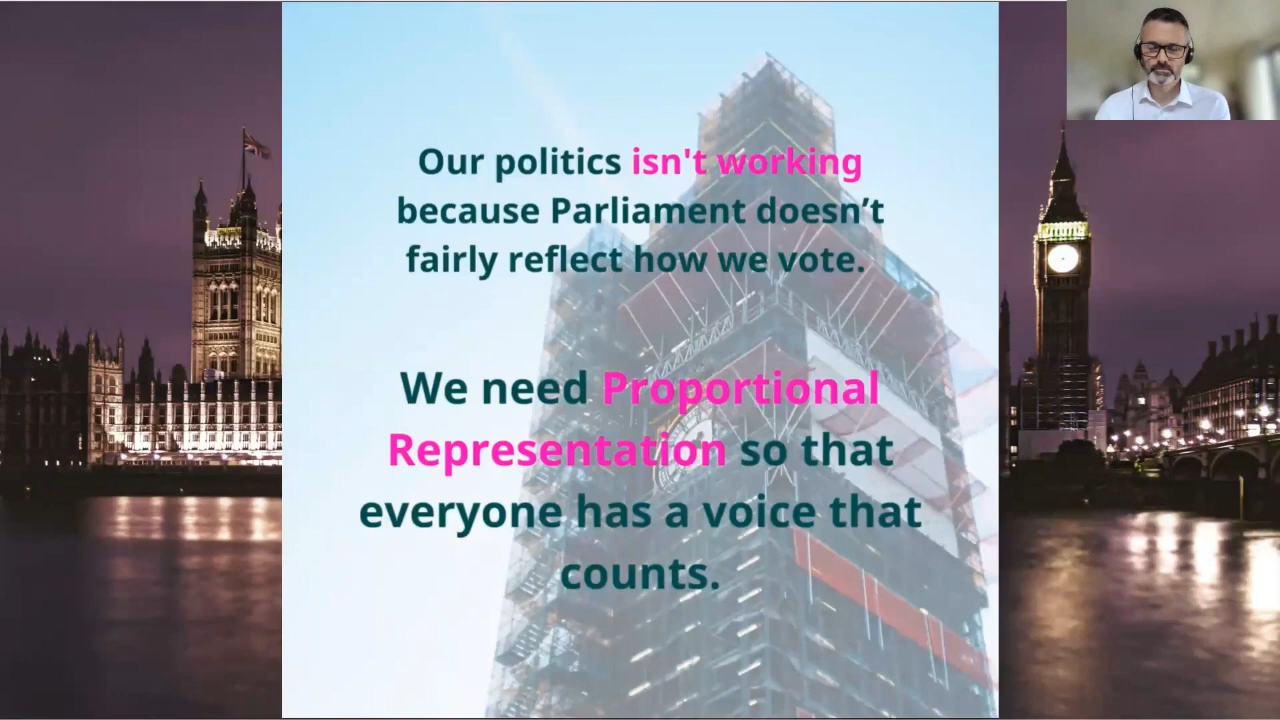 Our politics isn't working
because Parliament doesn’t
fairly reflect how we vote.
We need Proportional
Representation so that
everyone has a voice that
counts.